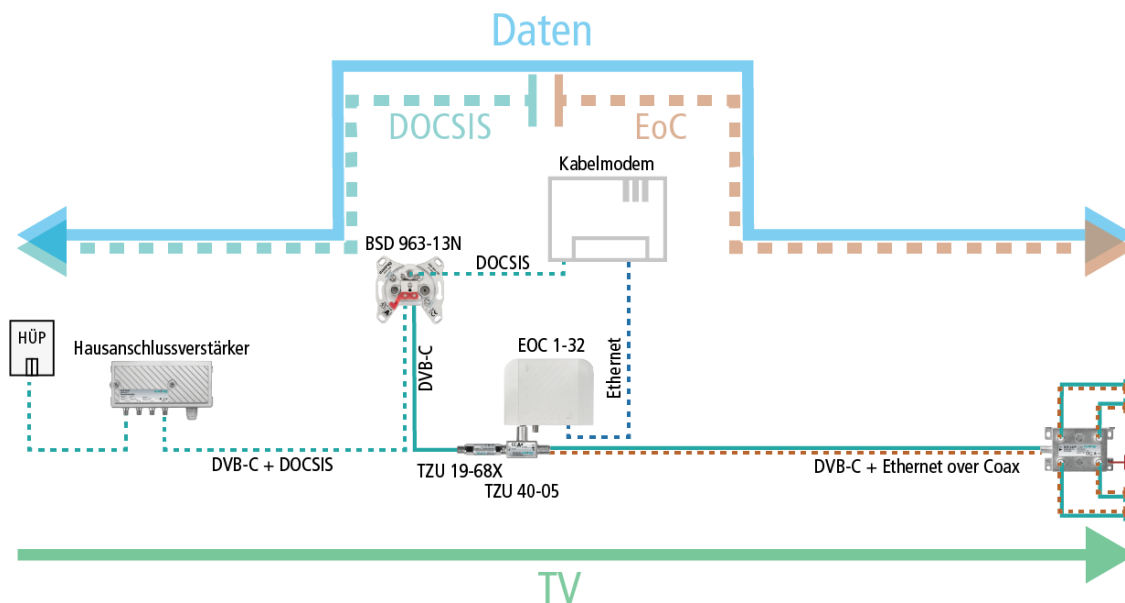 Daten
DOCSIS
EoC
Kabelmodem
BSD 963-13N
DOCSIS
HÜP
Hausanschlussverstärker
EOC 1-32
DVB-C
Ethernet
DVB-C + DOCSIS
TZU 19-68X
TZU 40-05
DVB-C + Ethernet over Coax
TV